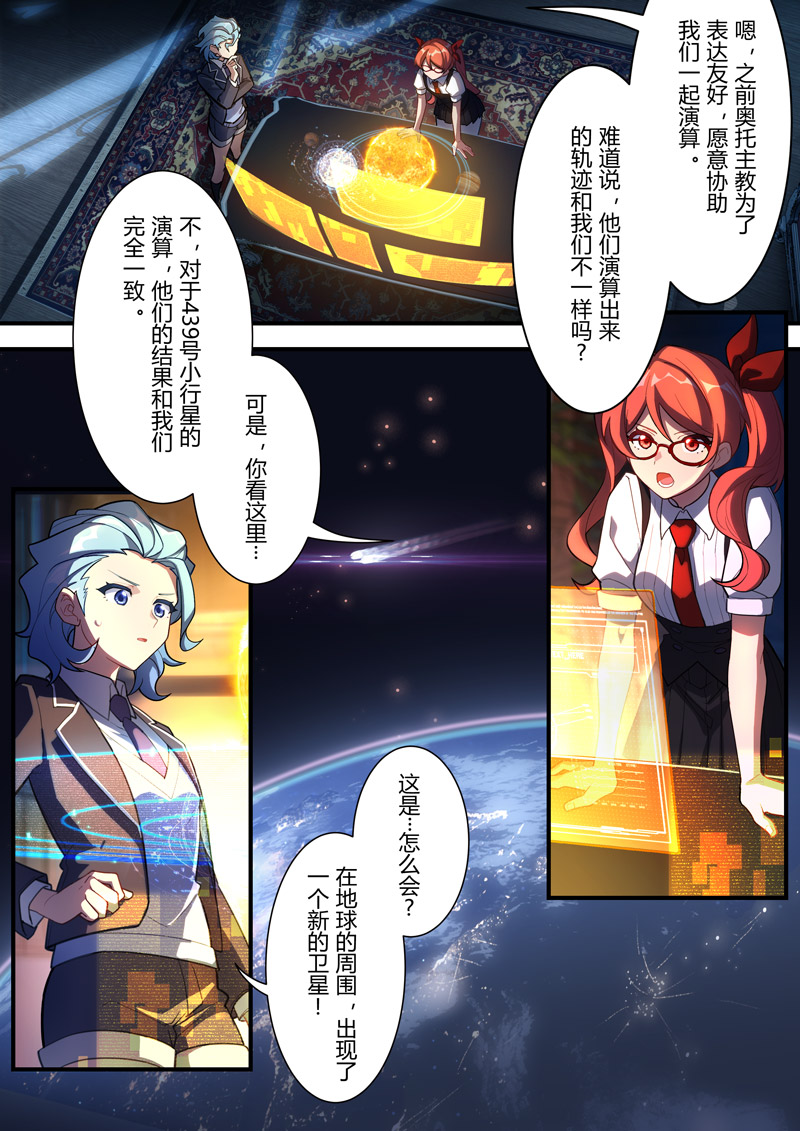 嗯，之前奥托主教为了
表达友好，愿意协助
我们一起演算。
难道说，他们演算出来
的轨迹和我们不一样吗？
不，对于439号小行星的
演算，他们的结果和我们
完全一致。
可是，你看这里…
这是…怎么会？
在地球的周围，出现了
一个新的卫星！